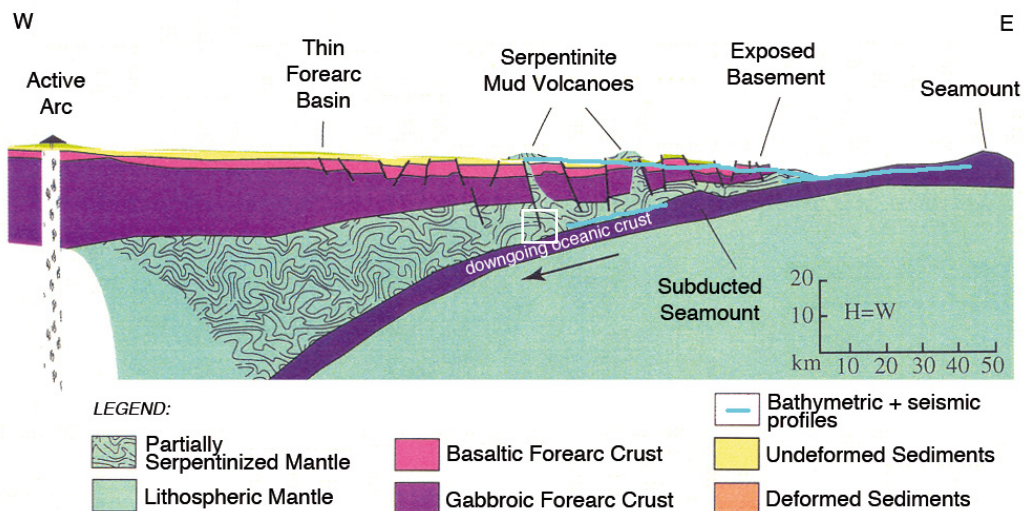 W
E
Active
Arc
Thin
Forearc
Basin
Serpentinite
Mud Volcanoes
Exposed
Basement
Seamount
downgoing oceanic crust
Subducted
Seamount
20
10
H=W
km 10 20 30 40 50
LEGEND:
Partially
Serpentinized Mantle
Lithospheric Mantle
Basaltic Forearc Crust
Gabbroic Forearc Crust
Bathymetric + seismic
profiles
Undeformed Sediments
Deformed Sediments